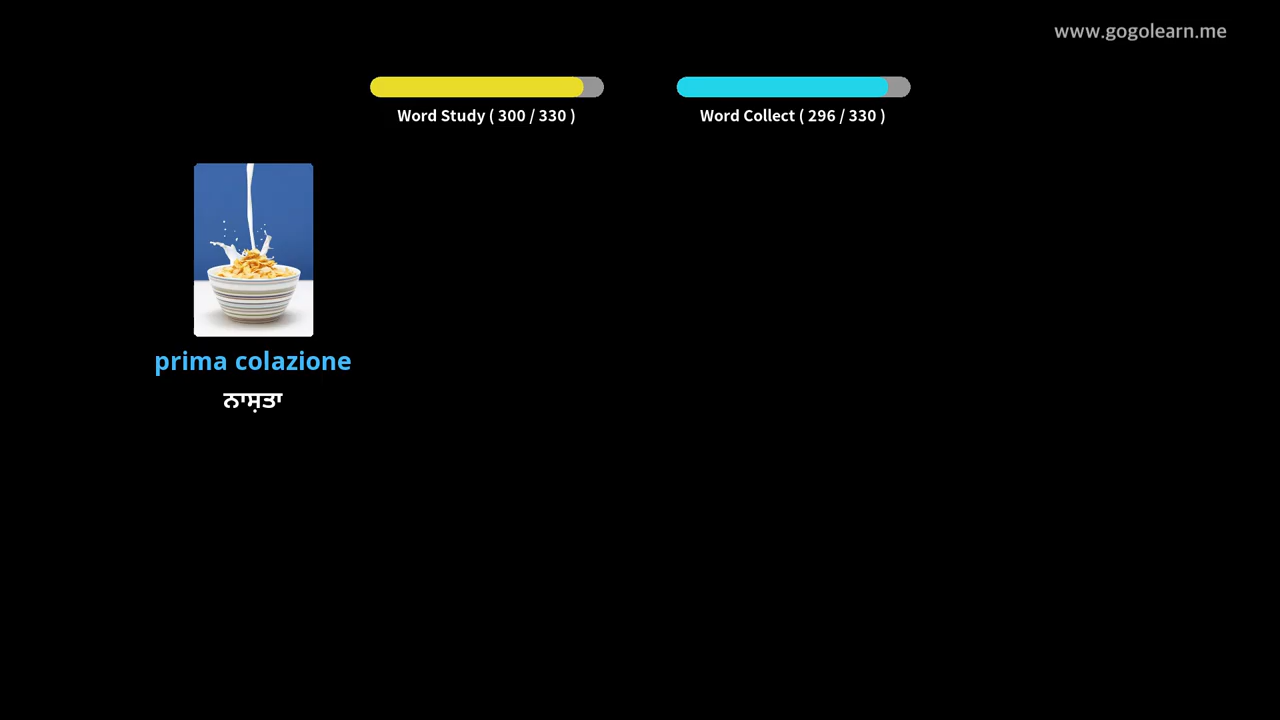 www.gogolearn.me
Word Study ( 300 / 330 )
Word Collect ( 296 / 330 )
prima colazione
ਨਾਸ਼ਤਾ